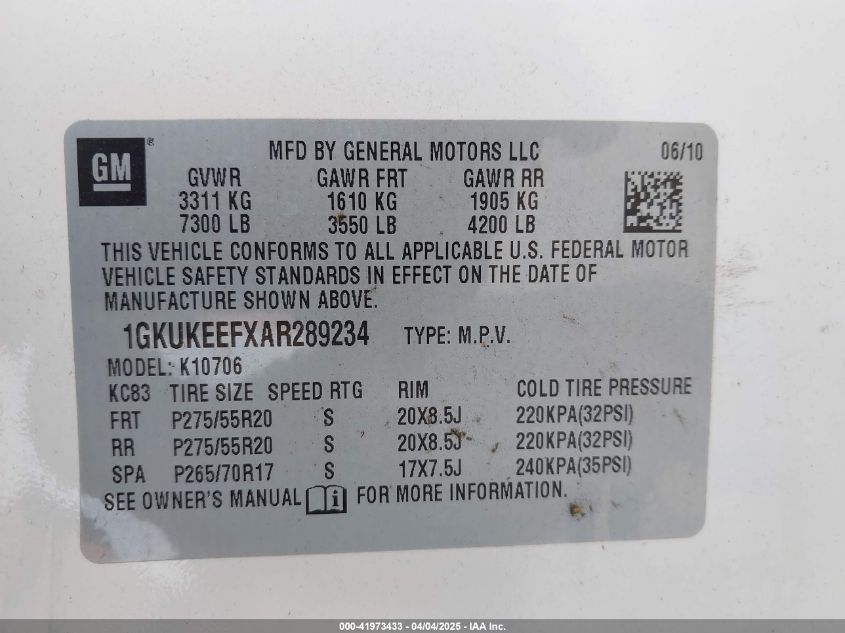 GM ® MFD BY GENERAL MOTORS LLC 06/10
GVWR GAWR FRT GAWR RR
3311 KG 1610 KG 1905 KG
7300 LB 3550 LB 4200 LB
THIS VEHICLE CONFORMS TO ALL APPLICABLE U.S. FEDERAL MOTOR
VEHICLE SAFETY STANDARDS IN EFFECT ON THE DATE OF
MANUFACTURE SHOWN ABOVE.
1GKUKEEFXAR289234 TYPE: M.P.V.
MODEL: K10706
KC83 TIRE SIZE SPEED RTG RIM COLD TIRE PRESSURE
FRT P275/55R20 S 20X8.5J 220KPA(32PSI)
RR P275/55R20 S 20X8.5J 220KPA(32PSI)
SPA P265/70R17 S 17X7.5J 240KPA(35PSI)
SEE OWNER'S MANUAL i FOR MORE INFORMATION.
000-41973433 - 04/04/2025 - IAA Inc.